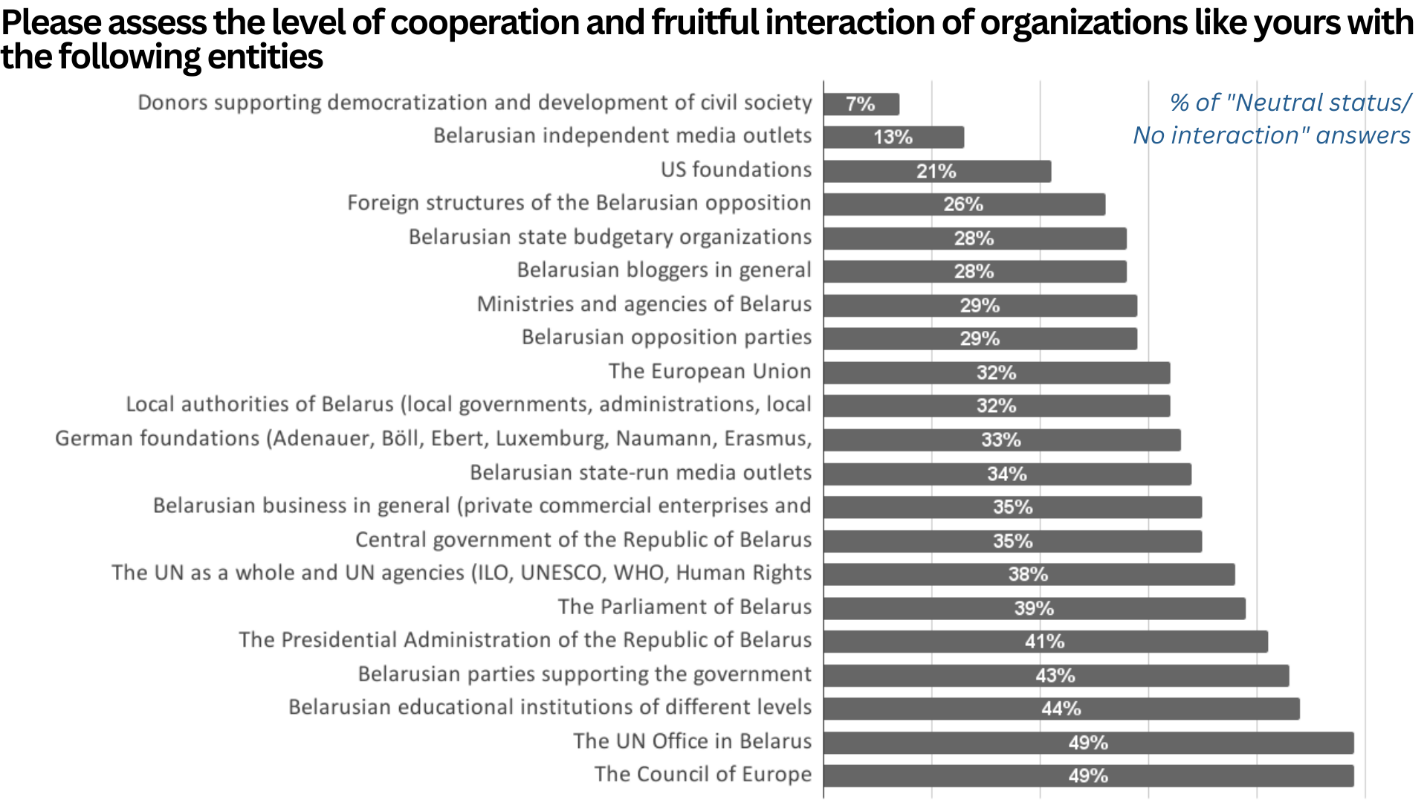 Please assess the level of cooperation and fruitful interaction of organizations like yours with
the following entities
% of "Neutral status/
No interaction" answers
Donors supporting democratization and development of civil society 7%
Belarusian independent media outlets 13%
US foundations 21%
Foreign structures of the Belarusian opposition 26%
Belarusian state budgetary organizations 28%
Belarusian bloggers in general 28%
Ministries and agencies of Belarus 29%
Belarusian opposition parties 29%
The European Union 32%
Local authorities of Belarus (local governments, administrations, local 32%
German foundations (Adenauer, Böll, Ebert, Luxemburg, Naumann, Erasmus, 33%
Belarusian state-run media outlets 34%
Belarusian business in general (private commercial enterprises and 35%
Central government of the Republic of Belarus 35%
The UN as a whole and UN agencies (ILO, UNESCO, WHO, Human Rights 38%
The Parliament of Belarus 39%
The Presidential Administration of the Republic of Belarus 41%
Belarusian parties supporting the government 43%
Belarusian educational institutions of different levels 44%
The UN Office in Belarus 49%
The Council of Europe 49%